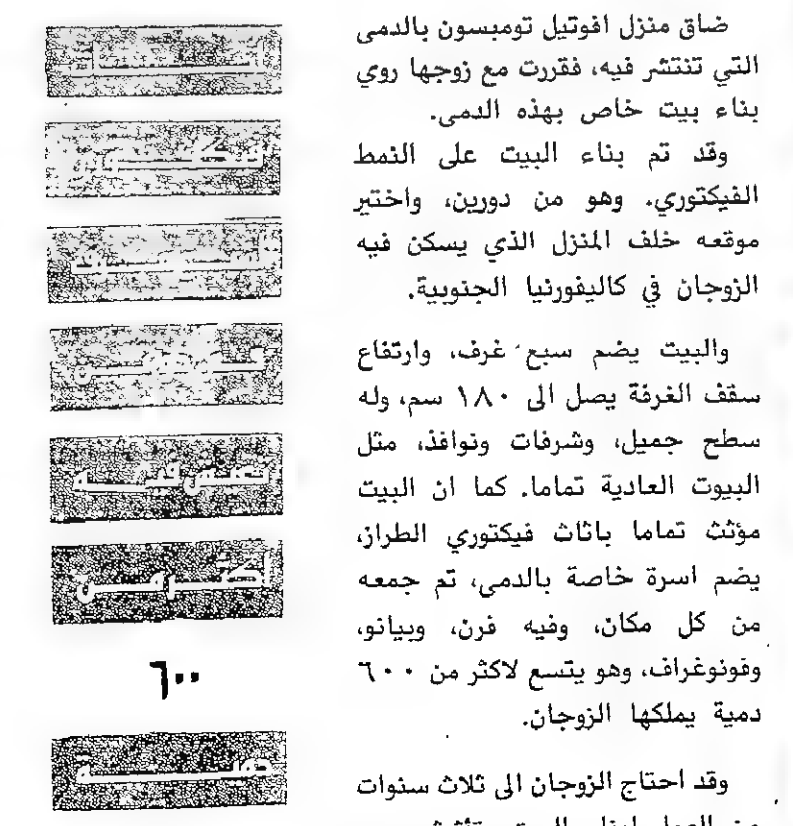 ضاق منزل افوتيل تومبسون بالدمى
التي تنتشر فيه، فقررت مع زوجها روي
بناء بيت خاص بهذه الدمى.
وقد تم بناء البيت على النمط
الفيكتوري. وهو من دورين، واختير
موقعه خلف المنزل الذي يسكن فيه
الزوجان في كاليفورنيا الجنوبية.
والبيت يضم سبع غرف، وارتفاع
سقف الغرفة يصل الى ١٨٠ سم، وله
سطح جميل، وشرفات ونوافذ، مثل
البيوت العادية تماما. كما ان البيت
مؤثث تماما باثاث فيكتوري الطراز،
يضم اسرة خاصة بالدمى، تم جمعه
من كل مكان، وفيه فرن، وبيانو،
وفونوغراف، وهو يتسع لاكثر من ٦٠٠
دمية يملكها الزوجان.
وقد احتاج الزوجان الى ثلاث سنوات
أكثر من
٦٠٠
دمية